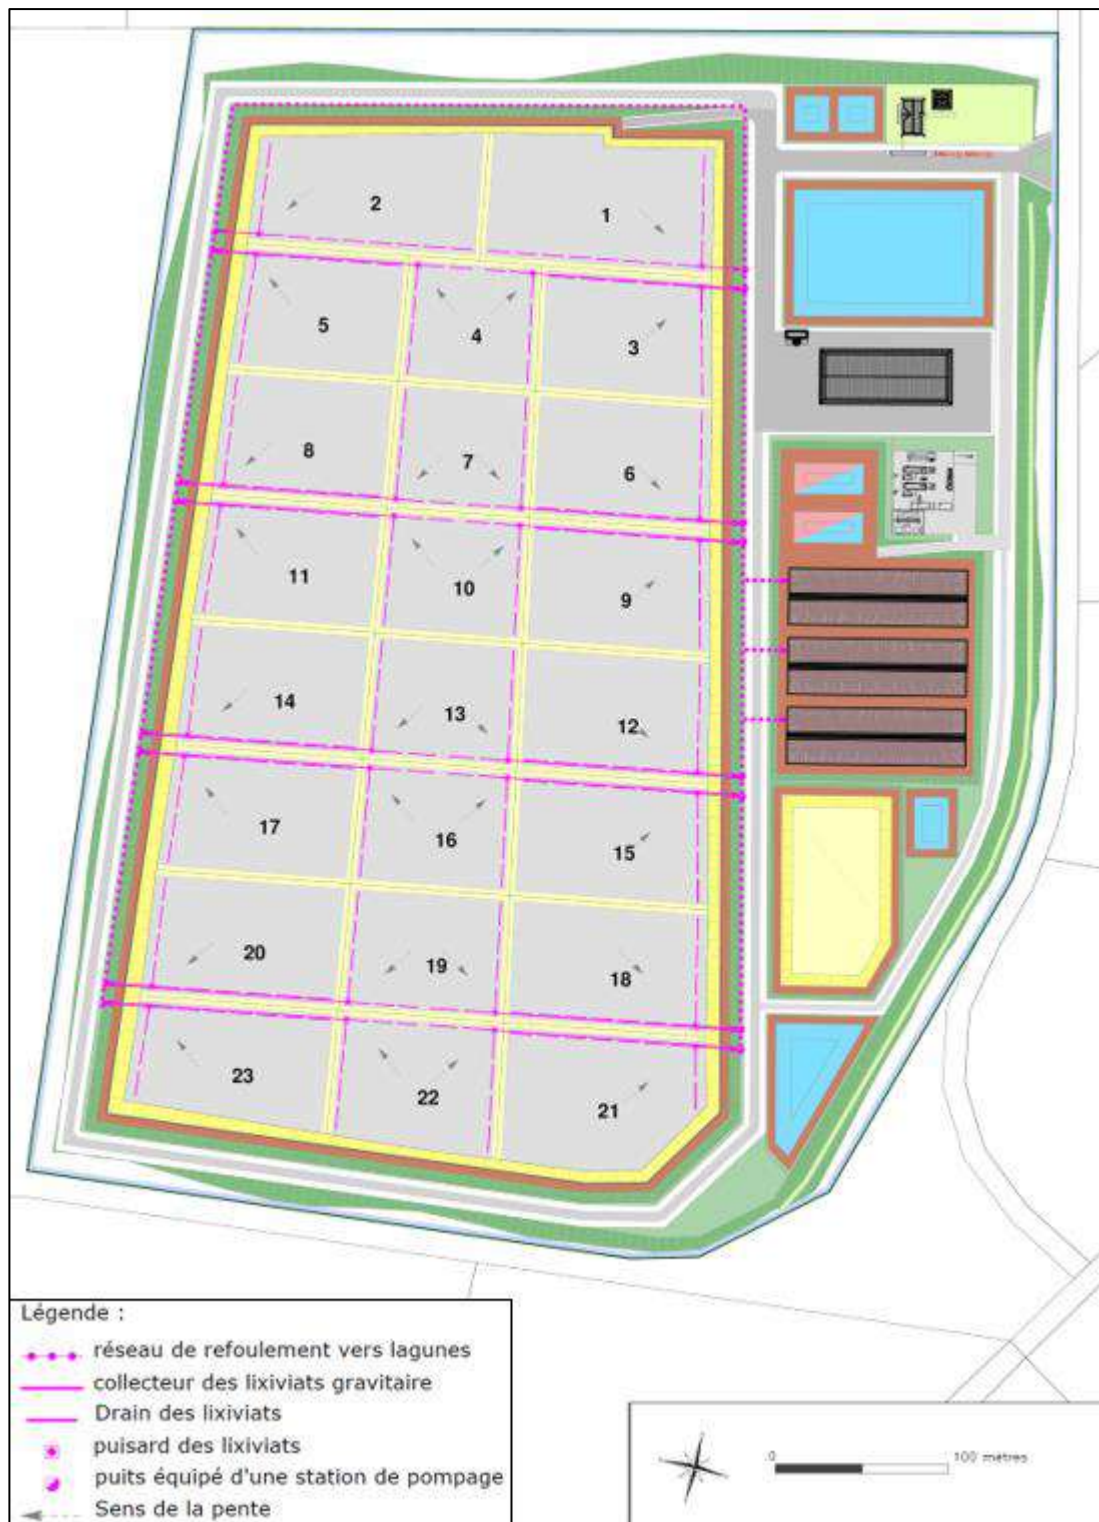 2
1
5
4
3
8
7
6
11
10
9
14
13
12
17
16
15
20
19
18
23
22
21
Légende :
réseau de refoulement vers lagunes
collecteur des lixiviats gravitaire
Drain des lixiviats
puisard des lixiviats
puits équipé d'une station de pompage
Sens de la pente
0 100 mètres